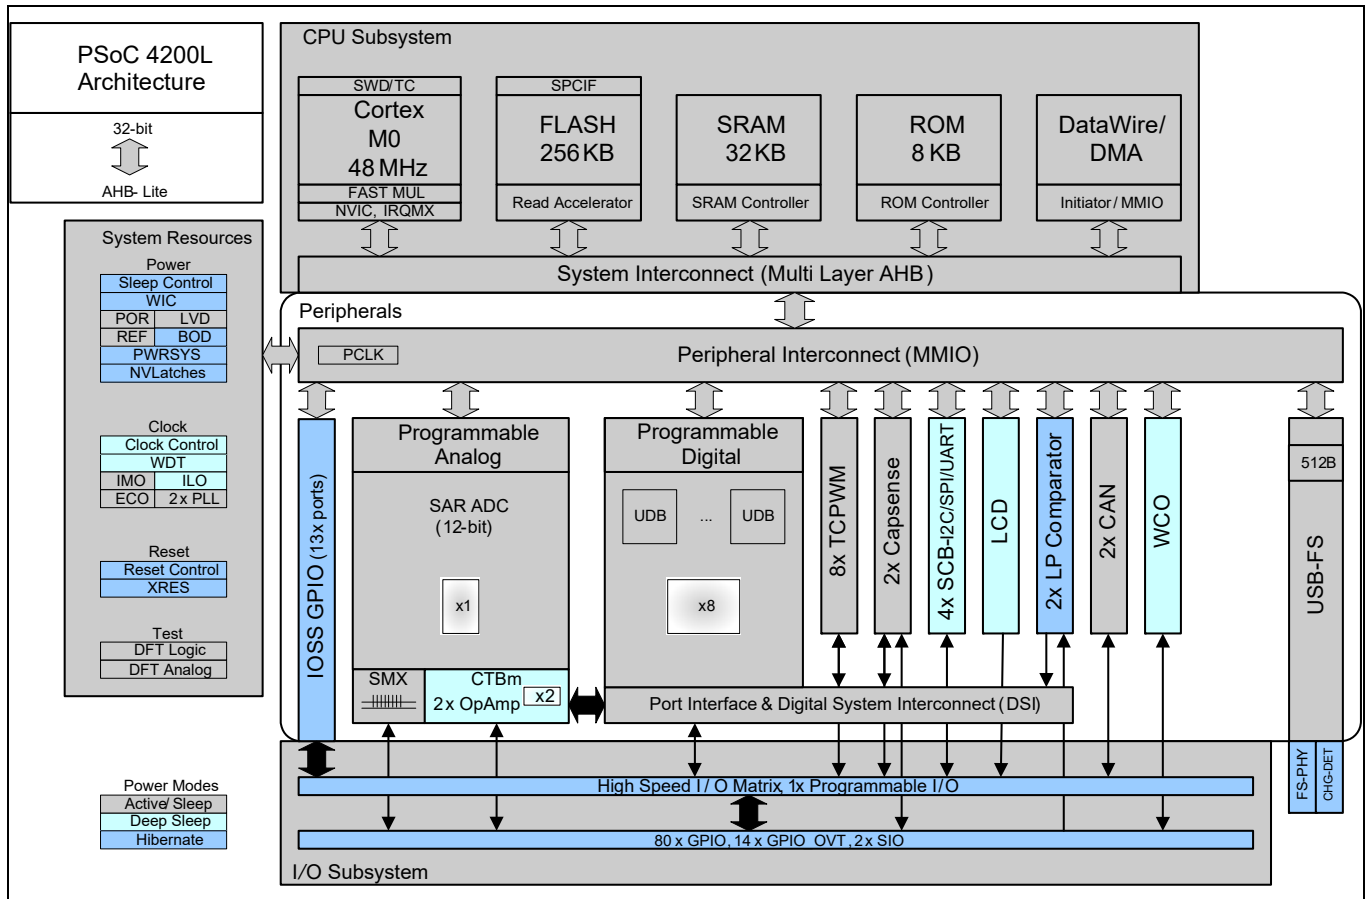 PSoC 4200L
Architecture
32-bit
AHB- Lite
CPU Subsystem
SWD/TC
Cortex
M0
48 MHz
FAST MUL
NVIC, IRQMX
SPCIF
FLASH
256 KB
Read Accelerator
SRAM
32 KB
SRAM Controller
ROM
8 KB
ROM Controller
DataWire/
DMA
Initiator / MMIO
System Interconnect (Multi Layer AHB)
System Resources
Power
Sleep Control
WIC
POR LVD
REF BOD
PWRSYS
NVLatches
Clock
Clock Control
WDT
IMO ILO
ECO 2x PLL
Reset
Reset Control
XRES
Test
DFT Logic
DFT Analog
Peripherals
PCLK
Peripheral Interconnect (MMIO)
IOSS GPIO (13x ports)
Programmable
Analog
SAR ADC
(12-bit)
x1
SMX
CTBm
2x OpAmp x2
Programmable
Digital
UDB ... UDB
x8
Port Interface & Digital System Interconnect (DSI)
8x TCPWM
2x Capsense
4x SCB-I2C/SPI/UART
LCD
2x LP Comparator
2x CAN
WCO
512B
USB-FS
FS-PHY
CHG-DET
High Speed I / O Matrix, 1x Programmable I/O
80 x GPIO, 14 x GPIO_OVT, 2 x SIO
I/O Subsystem
Power Modes
Active/ Sleep
Deep Sleep
Hibernate